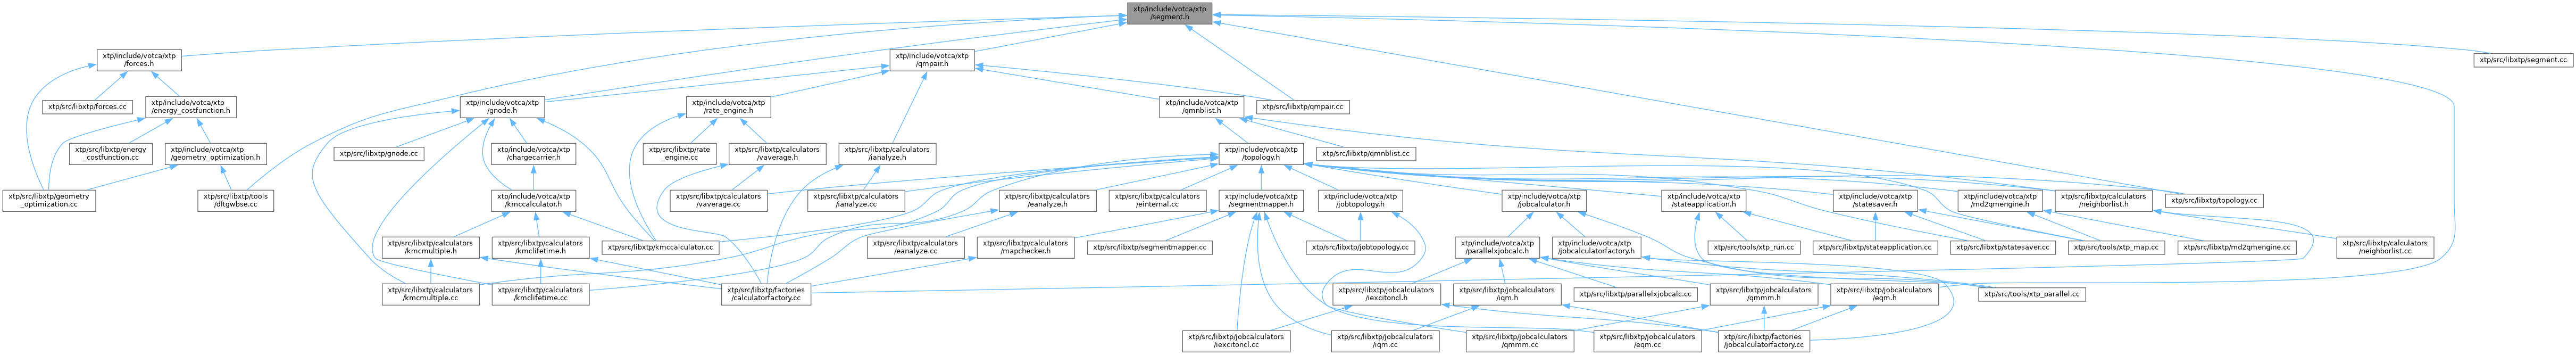 xtp/include/votca/xtp
/segment.h
xtp/include/votca/xtp
/forces.h
xtp/include/votca/xtp
/qmpair.h
xtp/src/libxtp/segment.cc
xtp/src/libxtp/forces.cc
xtp/include/votca/xtp
/energy_costfunction.h
xtp/include/votca/xtp
/gnode.h
xtp/include/votca/xtp
/rate_engine.h
xtp/include/votca/xtp
/qmnblist.h
xtp/src/libxtp/qmpair.cc
xtp/src/libxtp/energy
_costfunction.cc
xtp/include/votca/xtp
/geometry_optimization.h
xtp/src/libxtp/gnode.cc
xtp/include/votca/xtp
/chargecarrier.h
xtp/src/libxtp/rate
_engine.cc
xtp/src/libxtp/calculators
/vaverage.h
xtp/src/libxtp/calculators
/ianalyze.h
xtp/include/votca/xtp
/topology.h
xtp/src/libxtp/qmnblist.cc
xtp/src/libxtp/geometry
_optimization.cc
xtp/src/libxtp/tools
/dftgwbse.cc
xtp/include/votca/xtp
/kmccalculator.h
xtp/src/libxtp/calculators
/vaverage.cc
xtp/src/libxtp/calculators
/ianalyze.cc
xtp/src/libxtp/calculators
/eanalyze.h
xtp/src/libxtp/calculators
/einternal.cc
xtp/include/votca/xtp
/segmentmapper.h
xtp/include/votca/xtp
/jobtopology.h
xtp/include/votca/xtp
/jobcalculator.h
xtp/include/votca/xtp
/stateapplication.h
xtp/include/votca/xtp
/statesaver.h
xtp/include/votca/xtp
/md2qmengine.h
xtp/src/libxtp/calculators
/neighborlist.h
xtp/src/libxtp/topology.cc
xtp/src/libxtp/calculators
/kmcmultiple.h
xtp/src/libxtp/calculators
/kmclifetime.h
xtp/src/libxtp/kmccalculator.cc
xtp/src/libxtp/calculators
/eanalyze.cc
xtp/src/libxtp/calculators
/mapchecker.h
xtp/src/libxtp/segmentmapper.cc
xtp/src/libxtp/jobtopology.cc
xtp/include/votca/xtp
/parallelxjobcalc.h
xtp/include/votca/xtp
/jobcalculatorfactory.h
xtp/src/tools/xtp_run.cc
xtp/src/libxtp/stateapplication.cc
xtp/src/libxtp/statesaver.cc
xtp/src/tools/xtp_map.cc
xtp/src/libxtp/md2qmengine.cc
xtp/src/libxtp/calculators
/neighborlist.cc
xtp/src/libxtp/calculators
/kmcmultiple.cc
xtp/src/libxtp/calculators
/kmclifetime.cc
xtp/src/libxtp/factories
/calculatorfactory.cc
xtp/src/libxtp/jobcalculators
/iexcitoncl.h
xtp/src/libxtp/jobcalculators
/iqm.h
xtp/src/libxtp/parallelxjobcalc.cc
xtp/src/libxtp/jobcalculators
/qmmm.h
xtp/src/libxtp/jobcalculators
/eqm.h
xtp/src/tools/xtp_parallel.cc
xtp/src/libxtp/jobcalculators
/iexcitoncl.cc
xtp/src/libxtp/jobcalculators
/iqm.cc
xtp/src/libxtp/jobcalculators
/qmmm.cc
xtp/src/libxtp/jobcalculators
/eqm.cc
xtp/src/libxtp/factories
/jobcalculatorfactory.cc